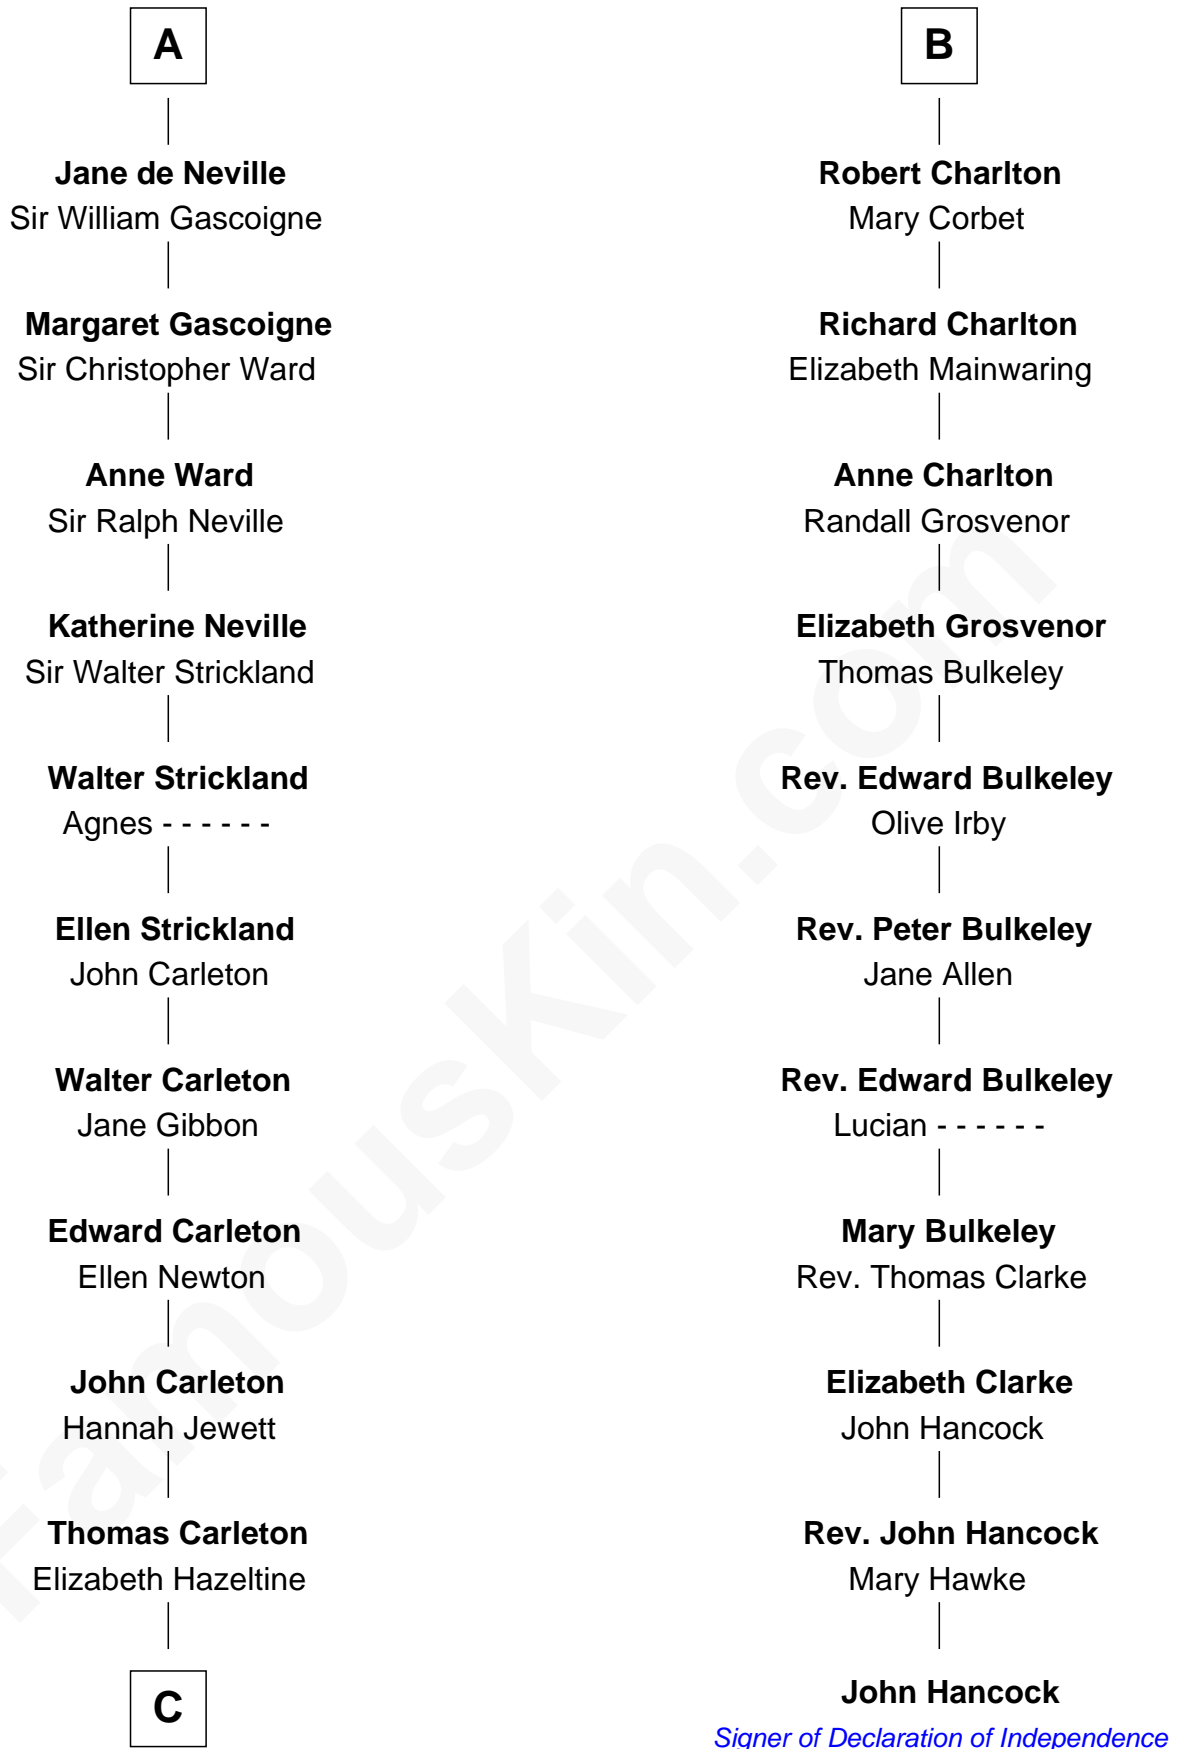 A
Jane de Neville
Sir William Gascoigne
Margaret Gascoigne
Sir Christopher Ward
Anne Ward
Sir Ralph Neville
Katherine Neville
Sir Walter Strickland
Walter Strickland
Agnes - - - - - -
Ellen Strickland
John Carleton
Walter Carleton
Jane Gibbon
Edward Carleton
Ellen Newton
John Carleton
Hannah Jewett
Thomas Carleton
Elizabeth Hazeltine
C
B
Robert Charlton
Mary Corbet
Richard Charlton
Elizabeth Mainwaring
Anne Charlton
Randall Grosvenor
Elizabeth Grosvenor
Thomas Bulkeley
Rev. Edward Bulkeley
Olive Irby
Rev. Peter Bulkeley
Jane Allen
Rev. Edward Bulkeley
Lucian - - - - - -
Mary Bulkeley
Rev. Thomas Clarke
Elizabeth Clarke
John Hancock
Rev. John Hancock
Mary Hawke
John Hancock
Signer of Declaration of Independence
FamousKin.com